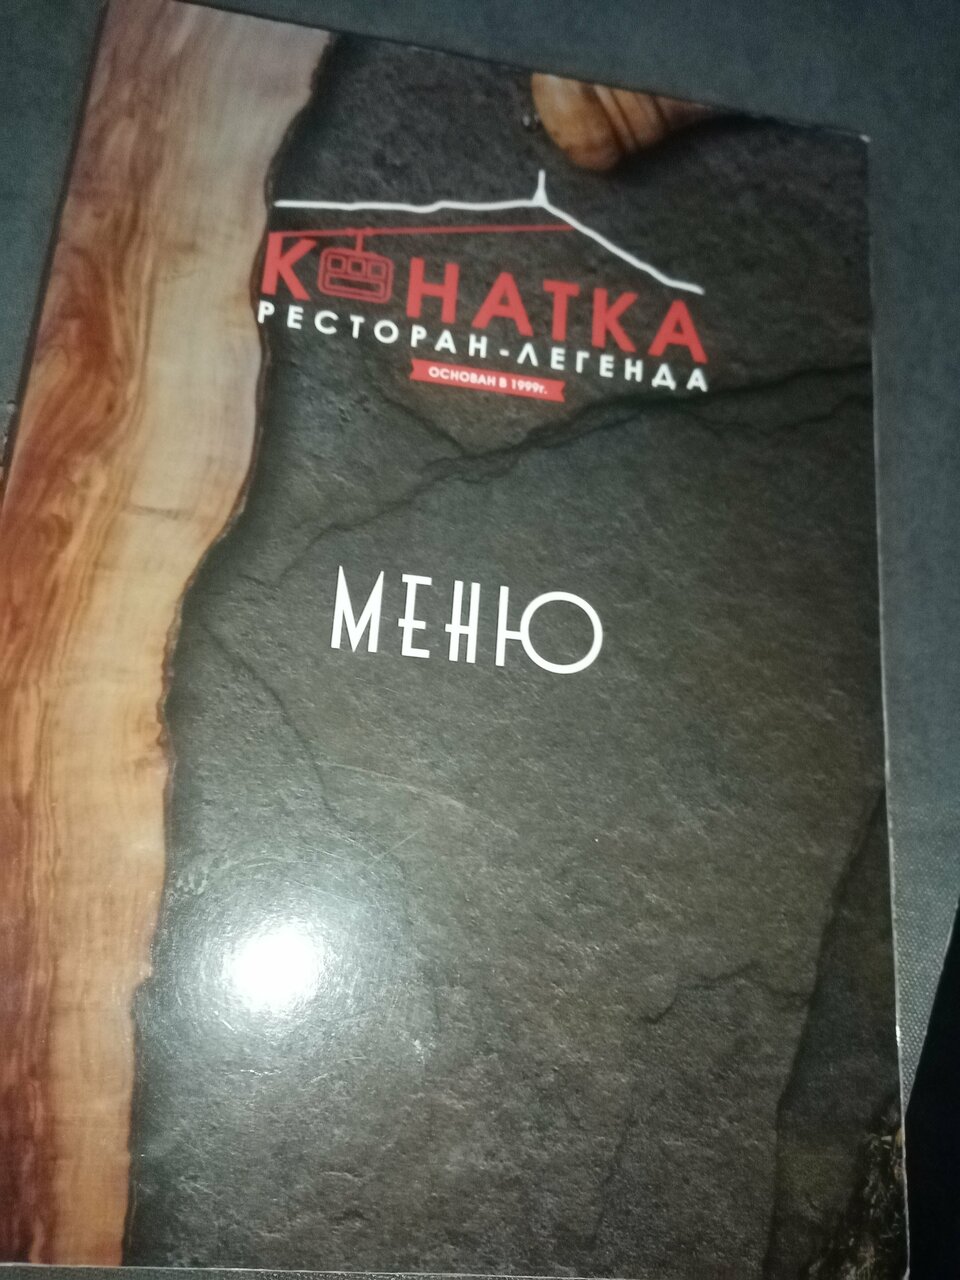 КАНАТКА
РЕСТОРАН-ЛЕГЕНДА
ОСНОВАН В 1999г.
МЕНЮ